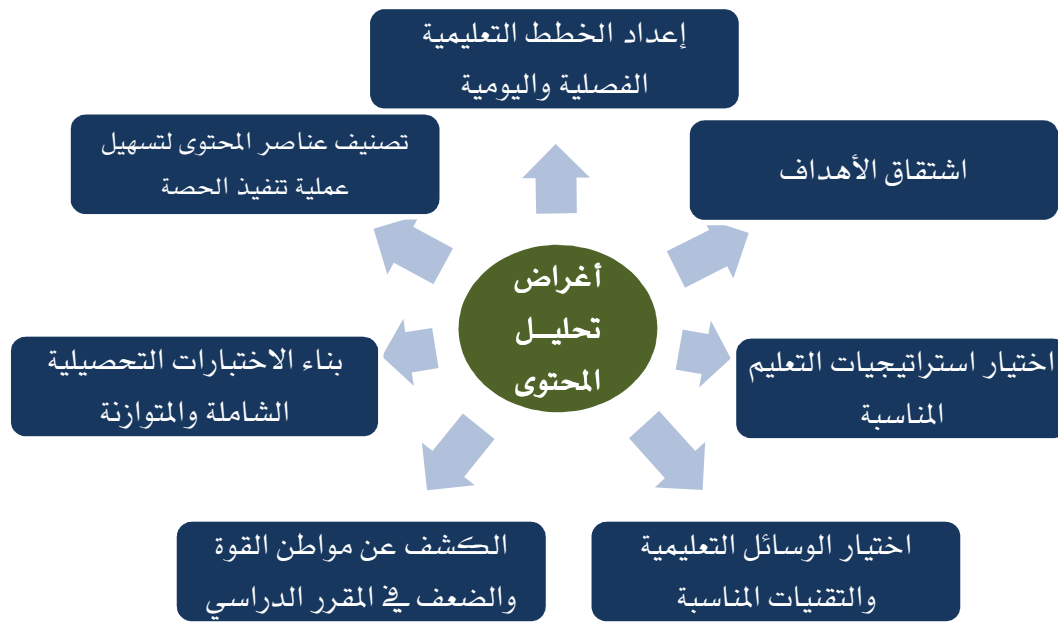 إعداد الخطط التعليمية
الفصلية واليومية
اشتقاق الأهداف
تصنيف عناصر المحتوى لتسهيل
عملية تنفيذ الحصة
أغراض
تحليل
المحتوى
اختيار استراتيجيات التعليم
المناسبة
بناء الاختبارات التحصيلية
الشاملة والمتوازنة
اختيار الوسائل التعليمية
والتقنيات المناسبة
الكشف عن مواطن القوة
والضعف في المقرر الدراسي